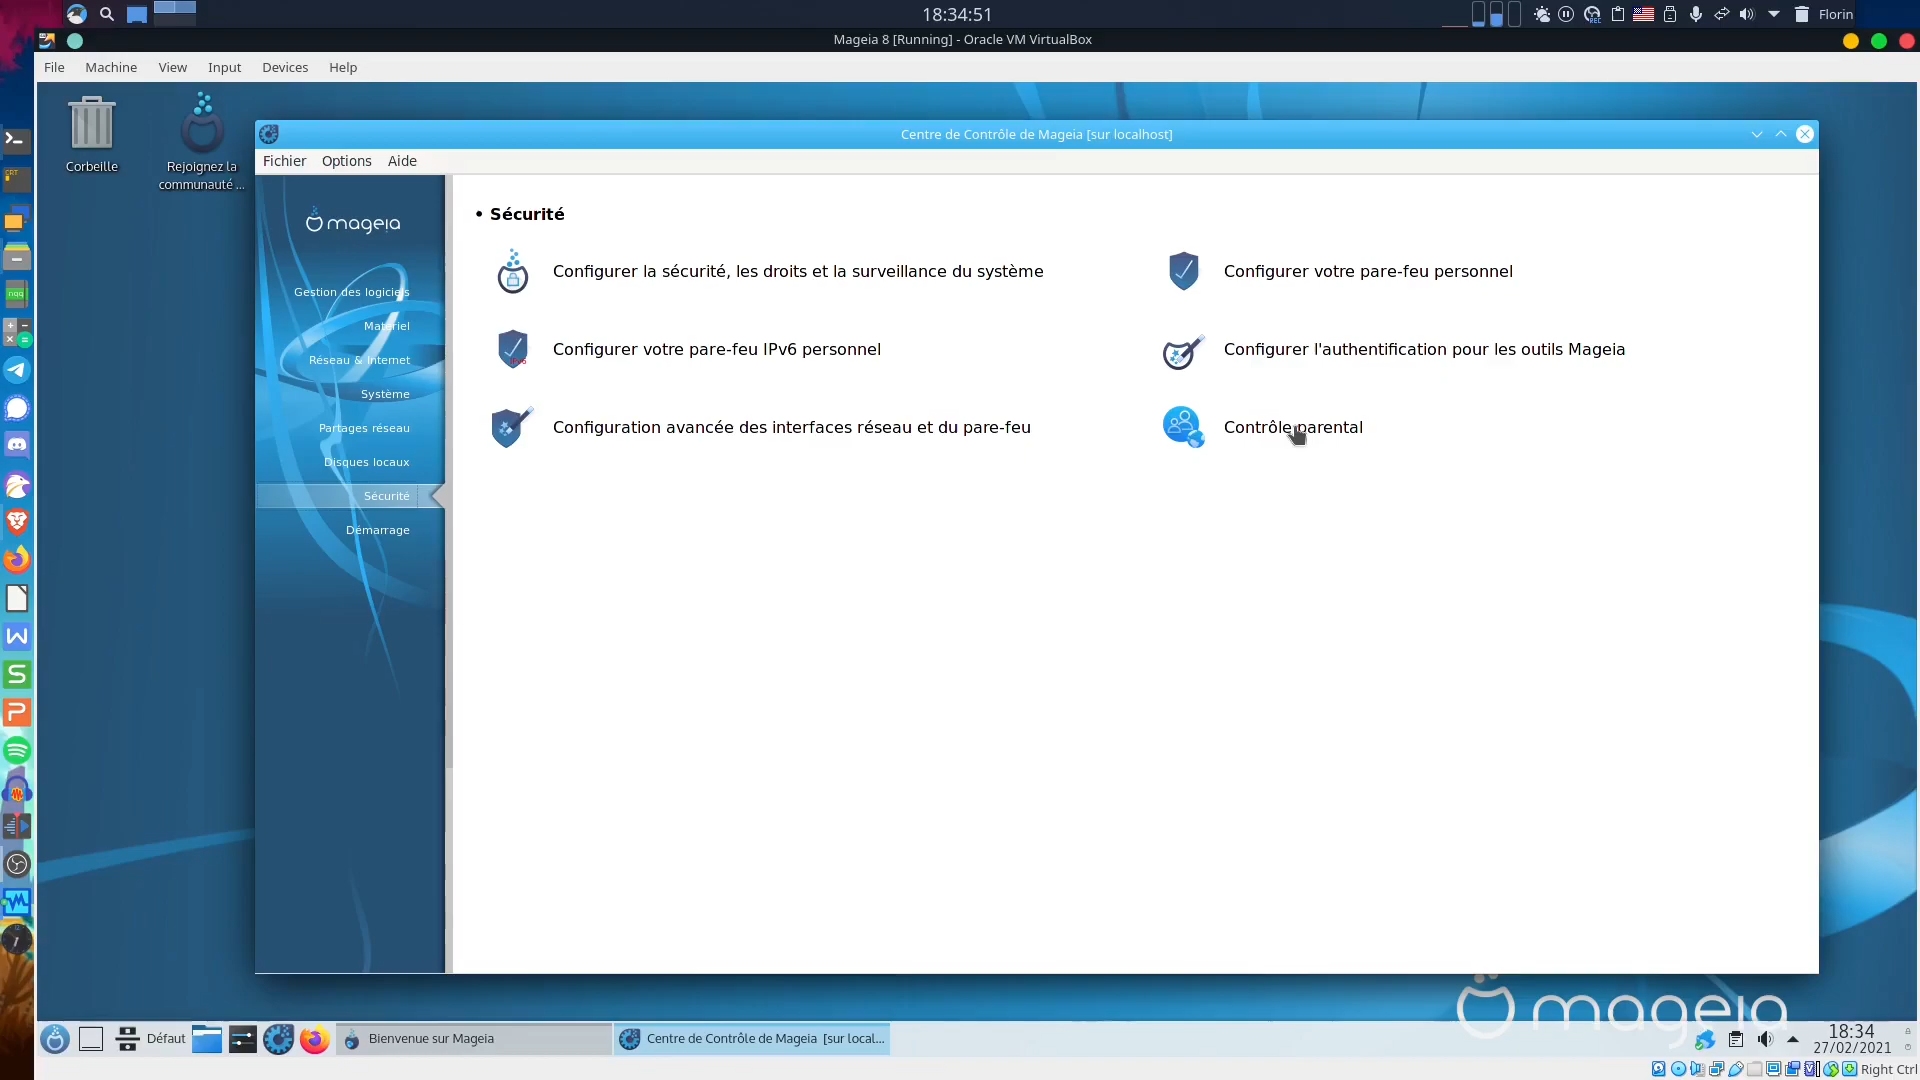 18:34:51
Florin
Mageia 8 [Running] - Oracle VM VirtualBox
File Machine View Input Devices Help
Corbeille
Rejoignez la
communauté ...
Centre de Contrôle de Mageia [sur localhost]
Fichier Options Aide
mageia
Gestion des logiciels
Matériel
Réseau & Internet
Système
Partages réseau
Disques locaux
Sécurité
Démarrage
• Sécurité
Configurer la sécurité, les droits et la surveillance du système
Configurer votre pare-feu personnel
Configurer votre pare-feu IPv6 personnel
Configurer l'authentification pour les outils Mageia
Configuration avancée des interfaces réseau et du pare-feu
Contrôle parental
mageia
Défaut
Bienvenue sur Mageia
Centre de Contrôle de Mageia [sur local...
18:34
27/02/2021
Right Ctrl